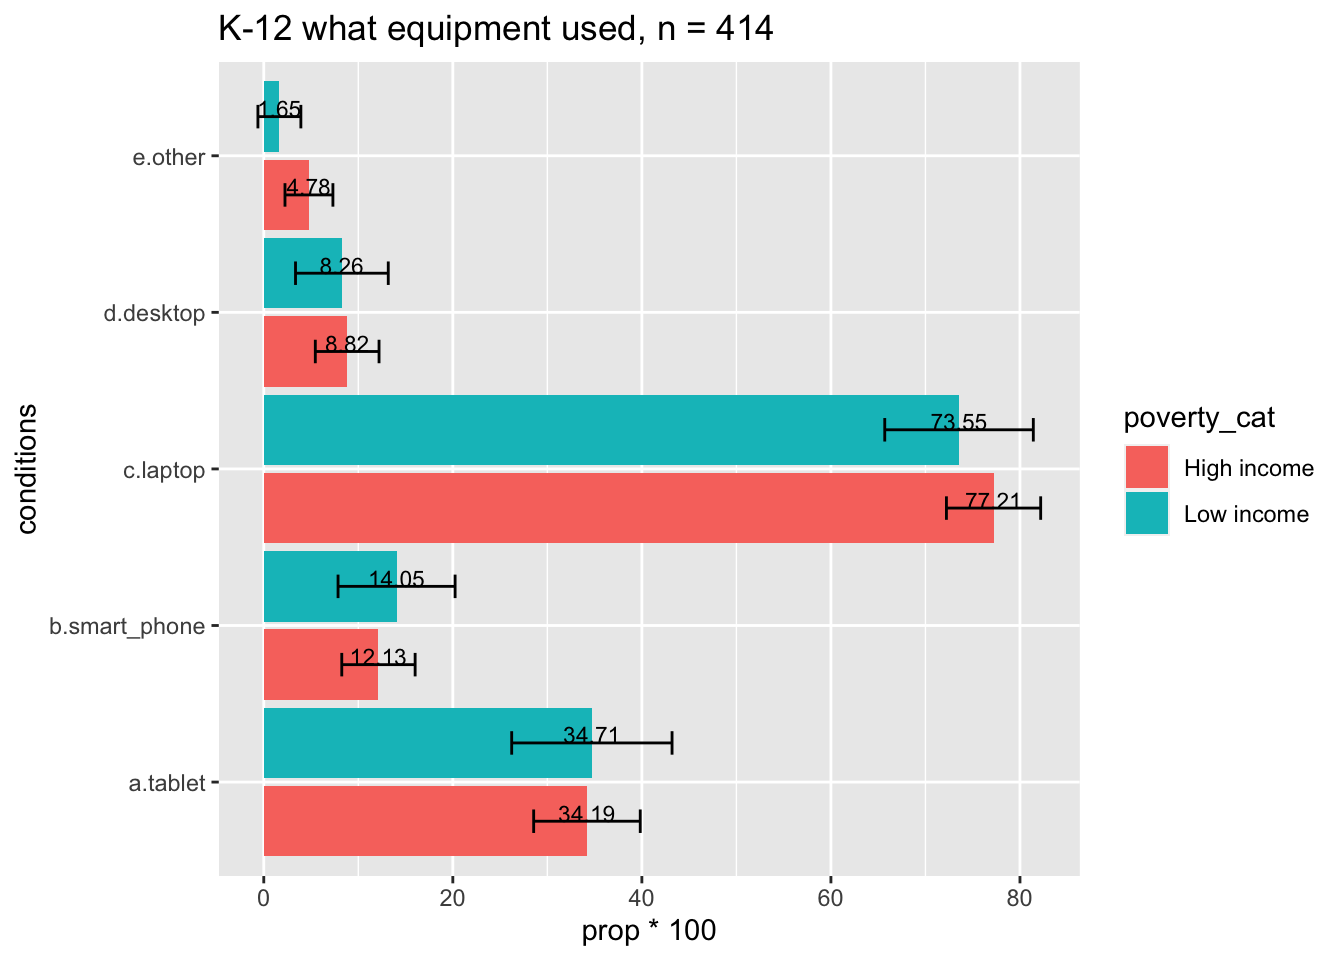 K-12 what equipment used, n = 414
1.65
e.other
4.78
8.26
d.desktop
8.82
73.55
c.laptop
77.21
14.05
b.smart_phone
12.13
34.71
a.tablet
34.19
conditions
0 20 40 60 80
prop * 100
poverty_cat
High income
Low income